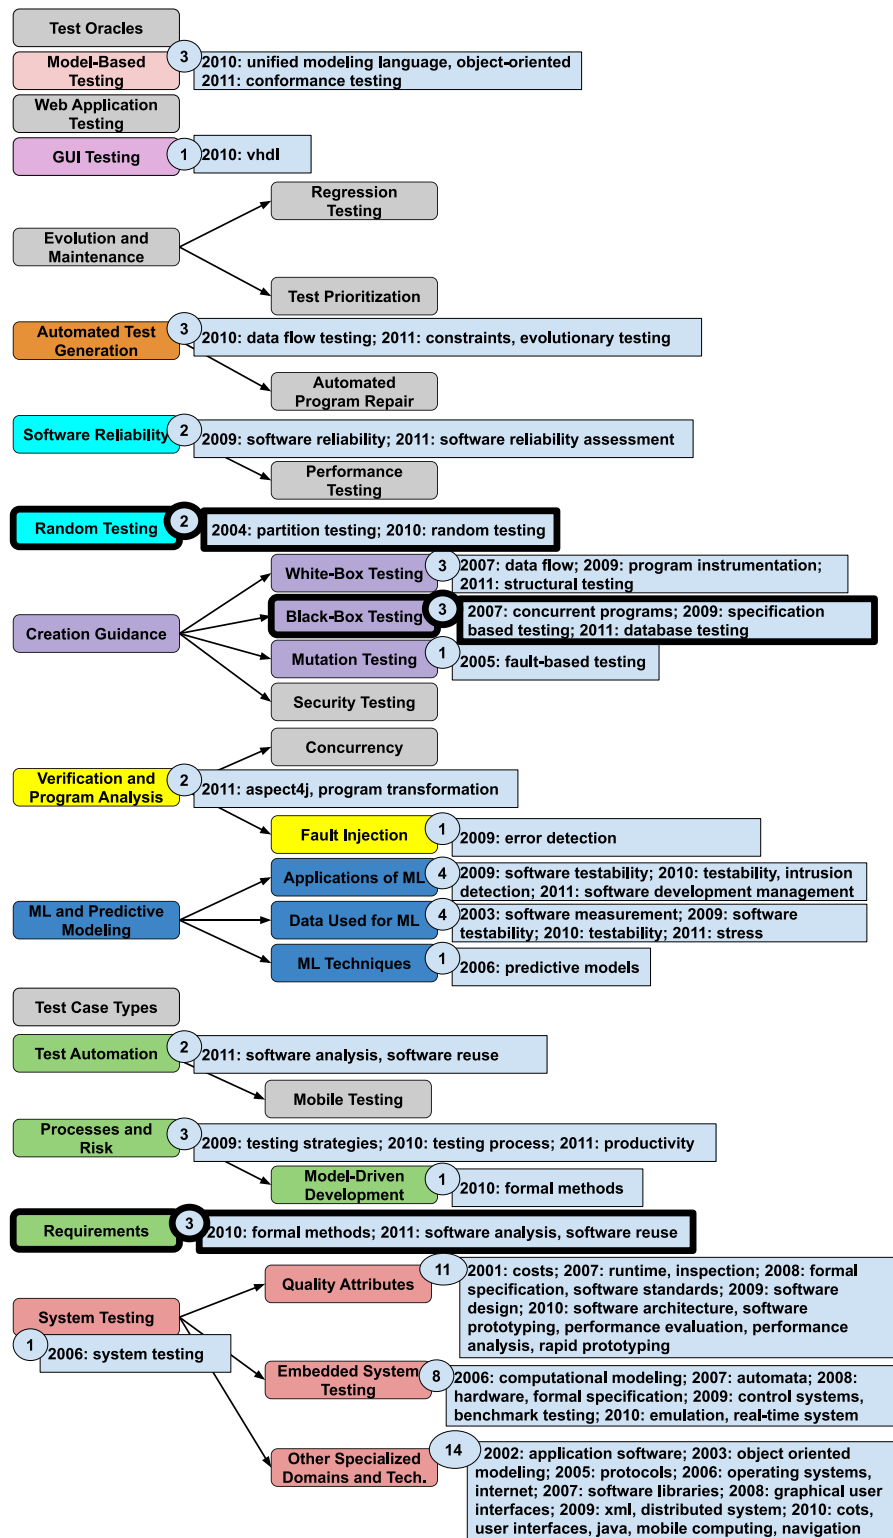 Test Oracles
Model-Based
Testing
3
2010: unified modeling language, object-oriented
2011: conformance testing
Web Application
Testing
GUI Testing
1
2010: vhdl
Regression
Testing
Evolution and
Maintenance
Test Prioritization
Automated Test
Generation
3
2010: data flow testing; 2011: constraints, evolutionary testing
Automated
Program Repair
Software Reliability
2
2009: software reliability; 2011: software reliability assessment
Performance
Testing
Random Testing
2
2004: partition testing; 2010: random testing
White-Box Testing
3
2007: data flow; 2009: program instrumentation;
2011: structural testing
Creation Guidance
Black-Box Testing
3
2007: concurrent programs; 2009: specification
based testing; 2011: database testing
Mutation Testing
1
2005: fault-based testing
Security Testing
Concurrency
Verification and
Program Analysis
2
2011: aspect4j, program transformation
Fault Injection
1
2009: error detection
Applications of ML
4
2009: software testability; 2010: testability, intrusion
detection; 2011: software development management
ML and Predictive
Modeling
Data Used for ML
4
2003: software measurement; 2009: software
testability; 2010: testability; 2011: stress
ML Techniques
1
2006: predictive models
Test Case Types
Test Automation
2
2011: software analysis, software reuse
Mobile Testing
Processes and
Risk
3
2009: testing strategies; 2010: testing process; 2011: productivity
Model-Driven
Development
1
2010: formal methods
Requirements
3
2010: formal methods; 2011: software analysis, software reuse
Quality Attributes
11
2001: costs; 2007: runtime, inspection; 2008: formal
specification, software standards; 2009: software
design; 2010: software architecture, software
prototyping, performance evaluation, performance
analysis, rapid prototyping
System Testing
1
2006: system testing
Embedded System
Testing
8
2006: computational modeling; 2007: automata; 2008:
hardware, formal specification; 2009: control systems,
benchmark testing; 2010: emulation, real-time system
Other Specialized
Domains and Tech.
14
2002: application software; 2003: object oriented
modeling; 2005: protocols; 2006: operating systems,
internet; 2007: software libraries; 2008: graphical user
interfaces; 2009: xml, distributed system; 2010: cots,
user interfaces, java, mobile computing, navigation